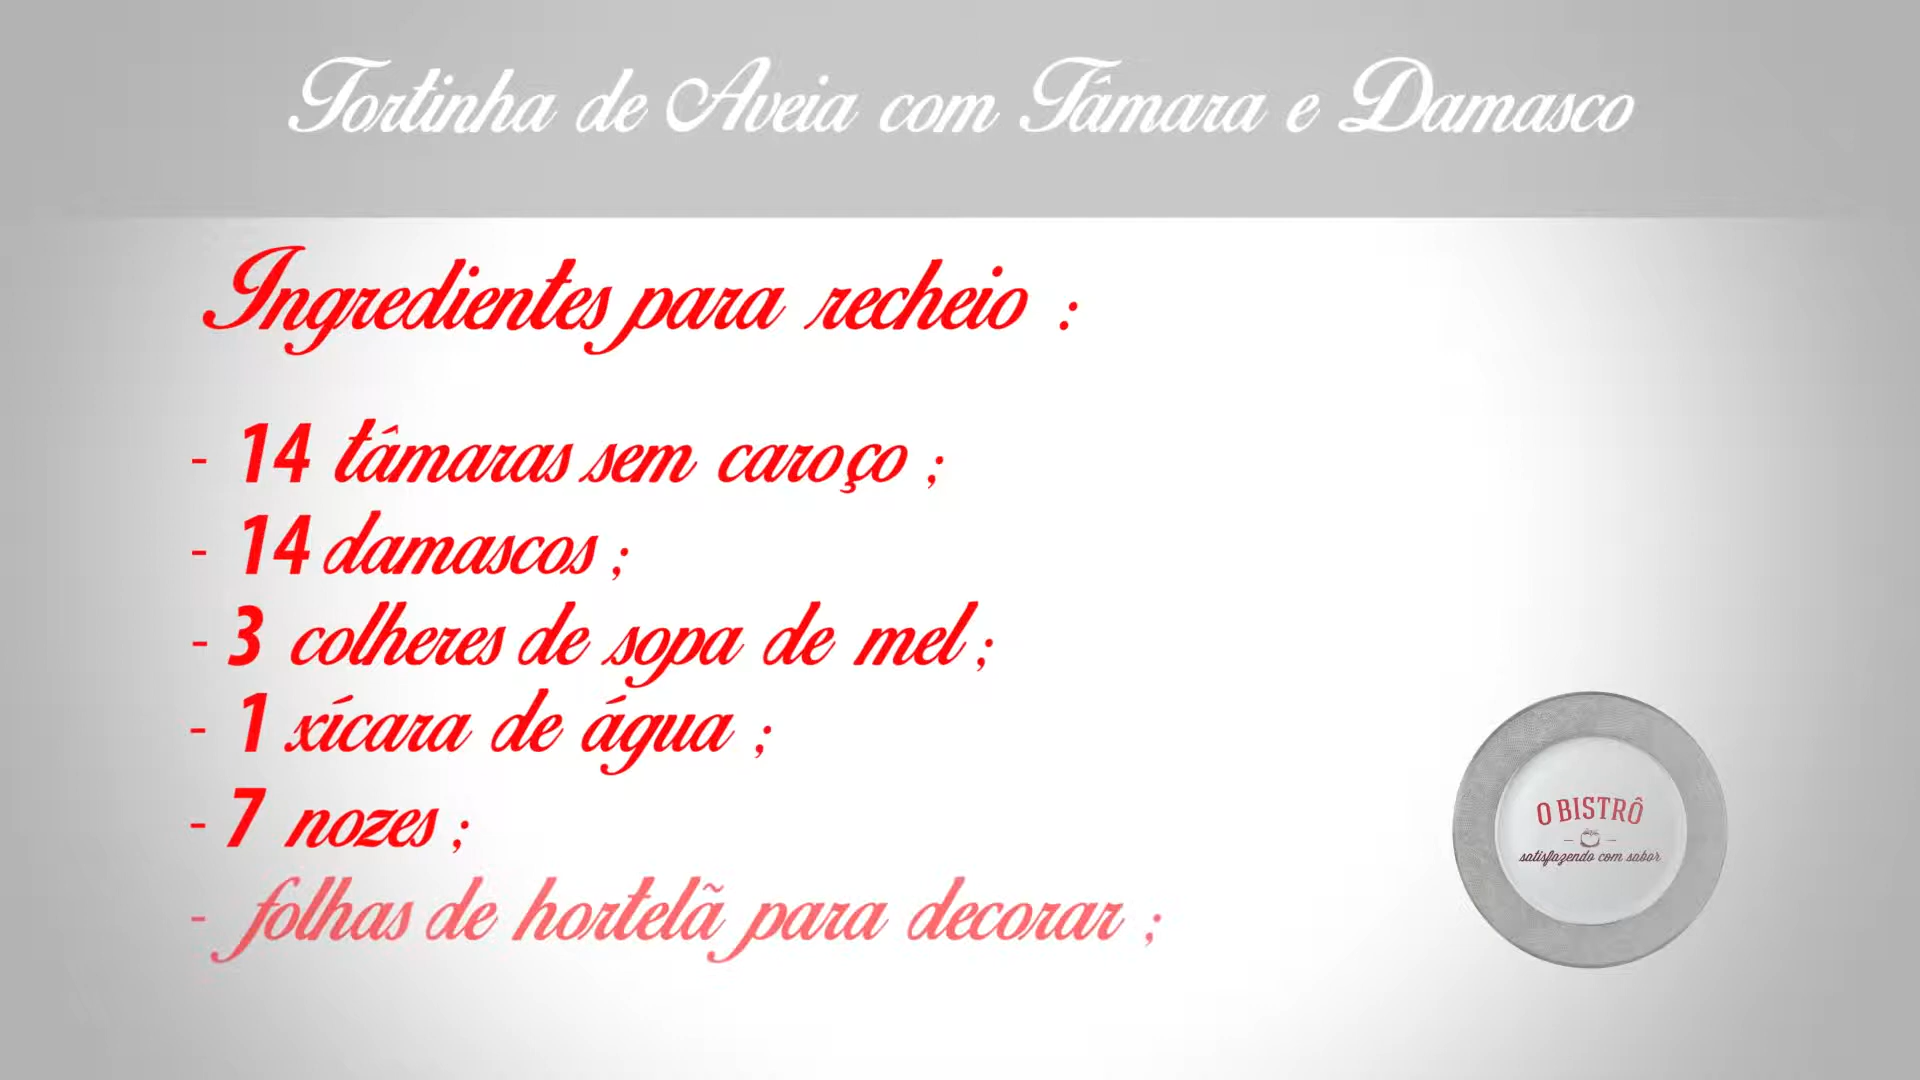 Tortinha de Aveia com Tâmara e Damasco
Ingredientes para recheio :
- 14 tâmaras sem caroço ;
- 14 damascos ;
- 3 colheres de sopa de mel ;
- 1 xícara de água ;
- 7 nozes ;
- folhas de hortelã para decorar ;
O BISTRÔ
satisfazendo com sabor